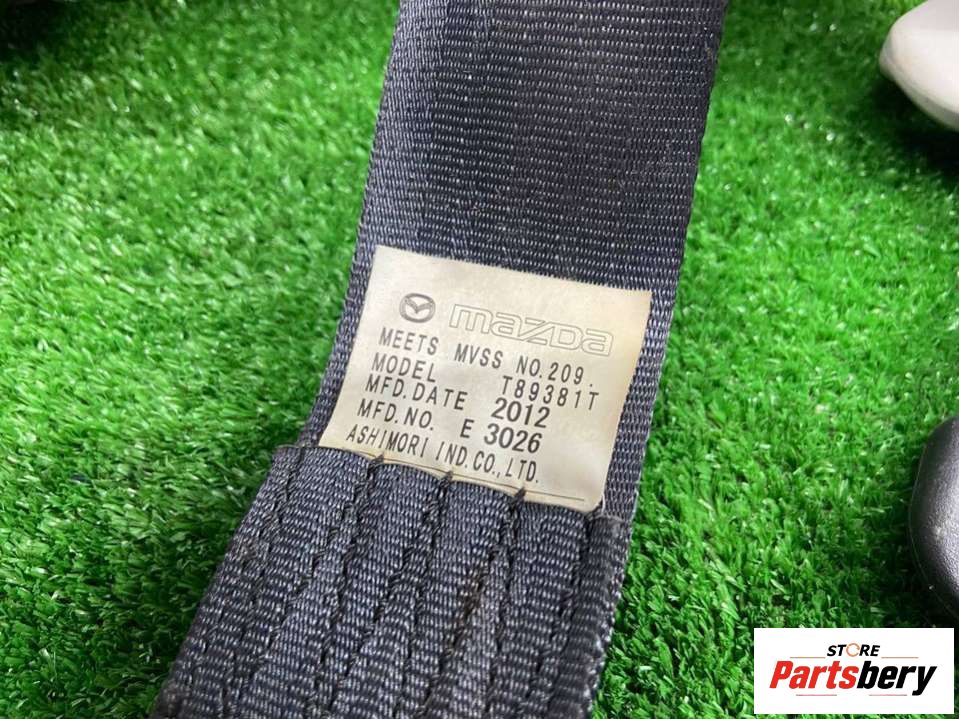 mazda
MEETS MVSS NO.209.
MODEL T89381T
MFD.DATE 2012
MFD.NO. E 3026
ASHIMORI IND.CO.,LTD.
STORE
Partsbery